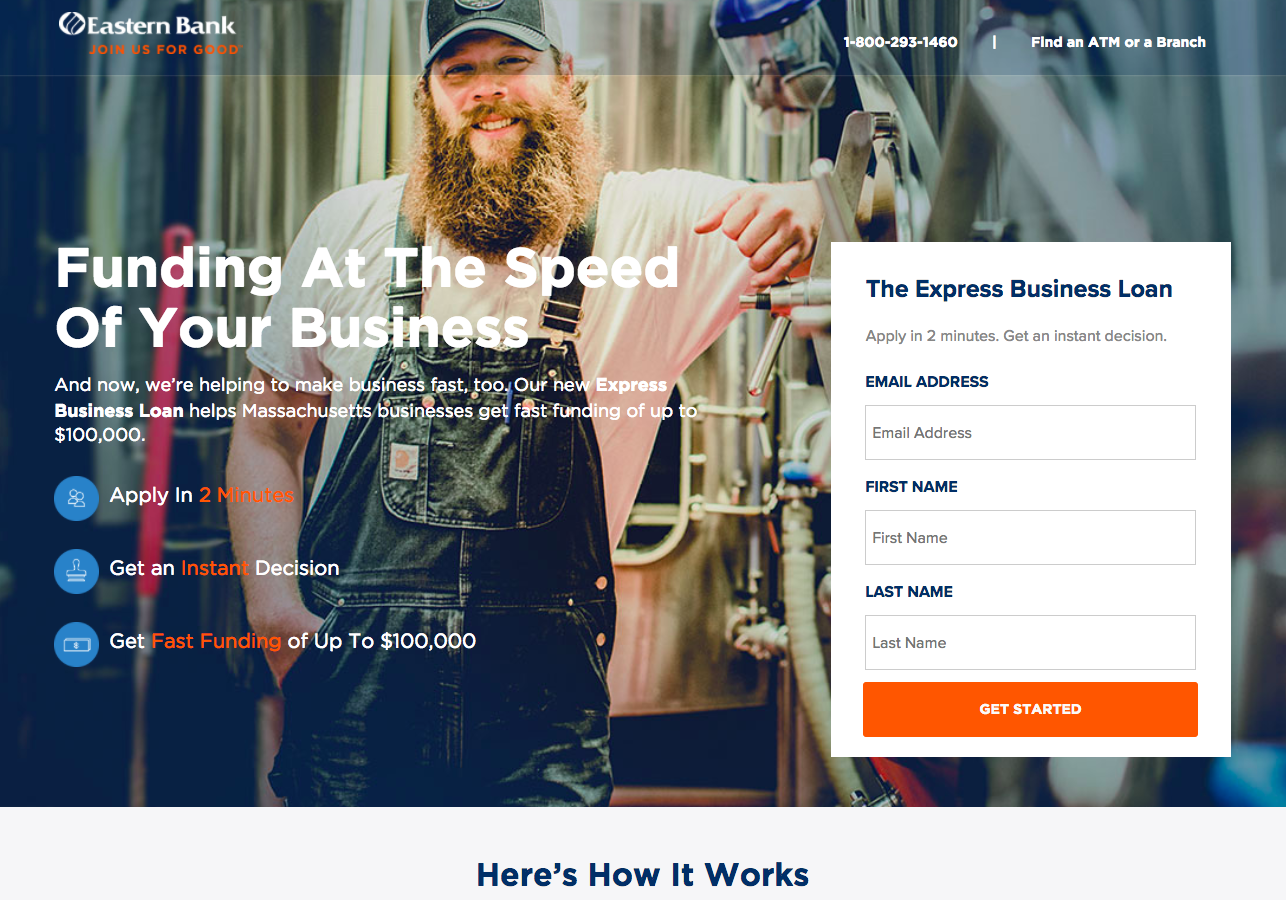 Eastern Bank
JOIN US FOR GOOD
1-800-293-1460 | Find an ATM or a Branch
Funding At The Speed
Of Your Business
And now, we're helping to make business fast, too. Our new Express
Business Loan helps Massachusetts businesses get fast funding of up to
$100,000.
Apply In 2 Minutes
Get an Instant Decision
Get Fast Funding of Up To $100,000
The Express Business Loan
Apply in 2 minutes. Get an instant decision.
EMAIL ADDRESS
Email Address
FIRST NAME
First Name
LAST NAME
Last Name
GET STARTED
Here's How It Works